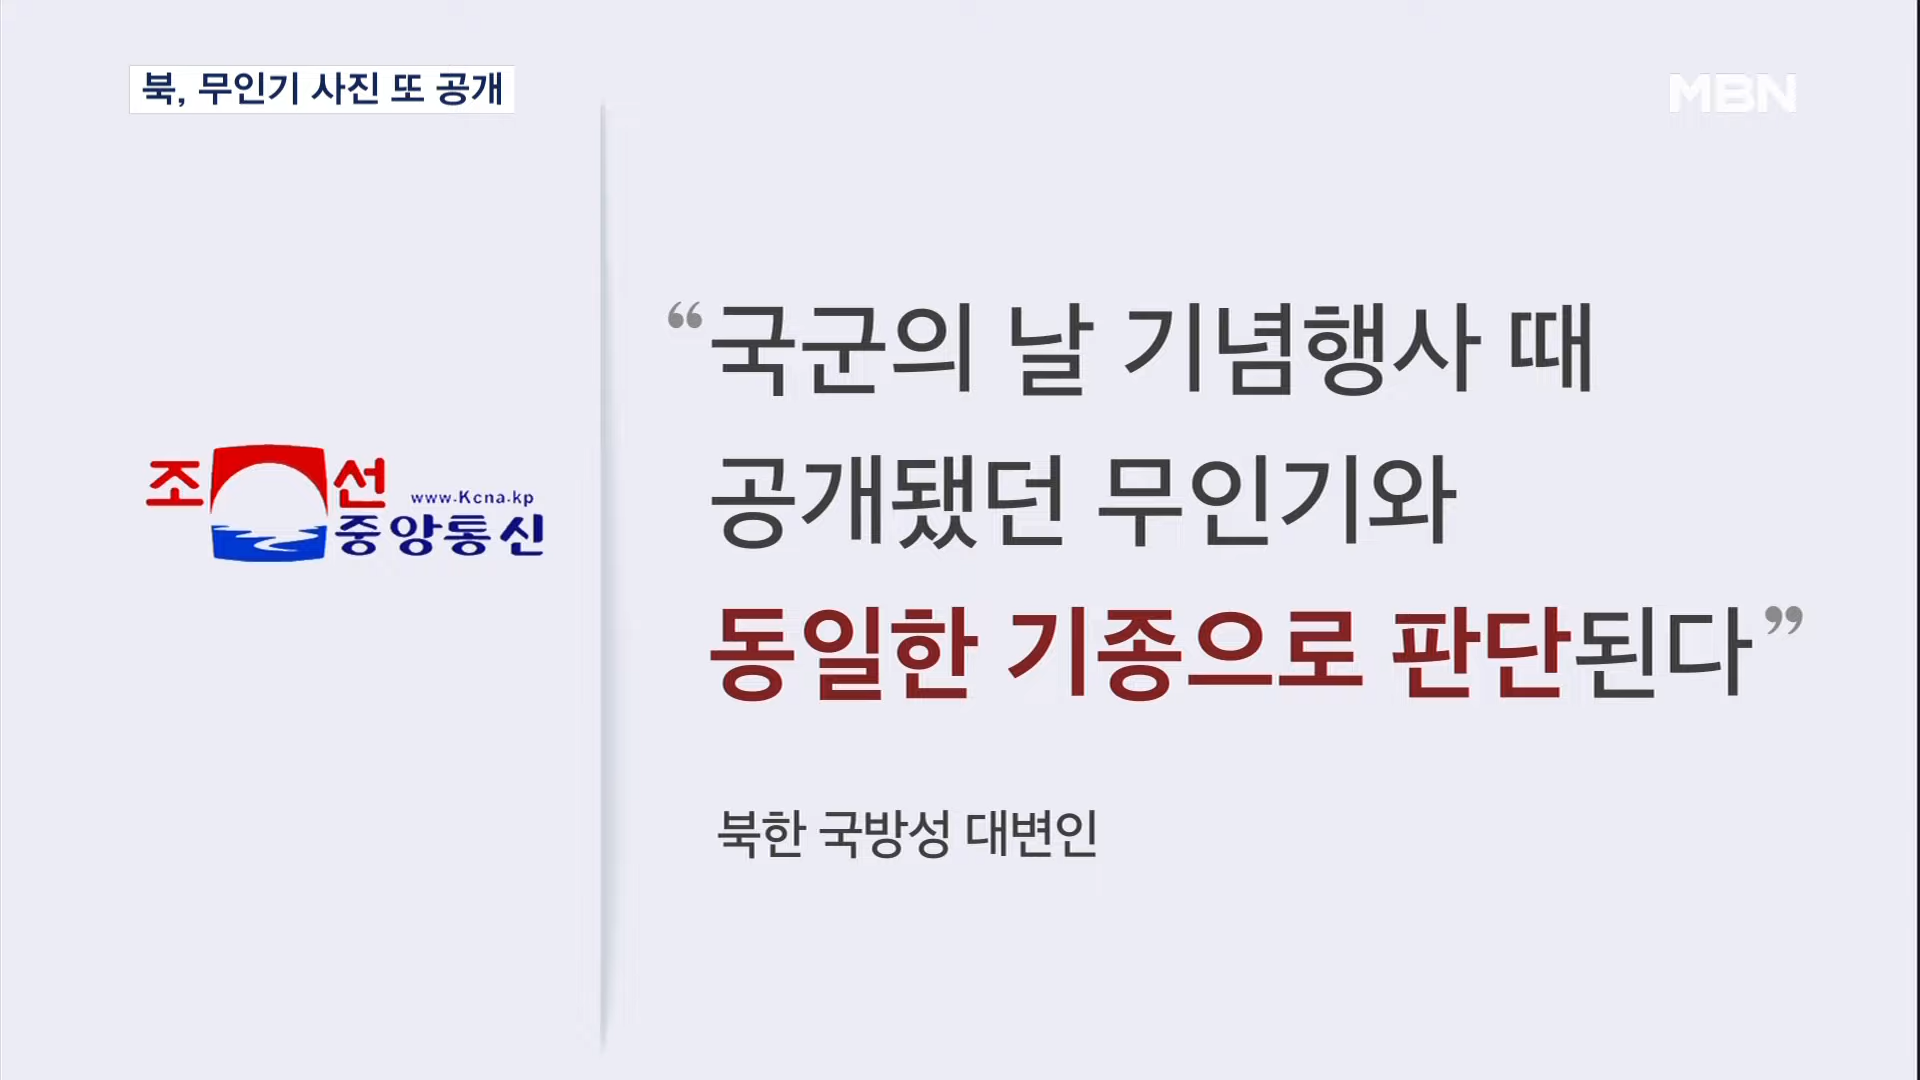 북, 무인기 사진 또 공개
MBN
조선
www.Kcna.kp
중앙통신
“국군의 날 기념행사 때
공개됐던 무인기와
동일한 기종으로 판단된다”
북한 국방성 대변인